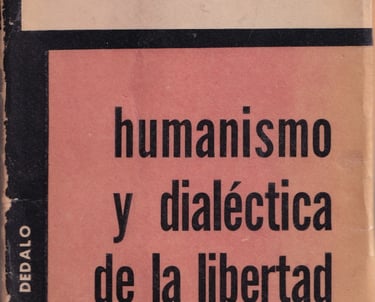 humanismo
y dialéctica
de la libertad
DEDALO